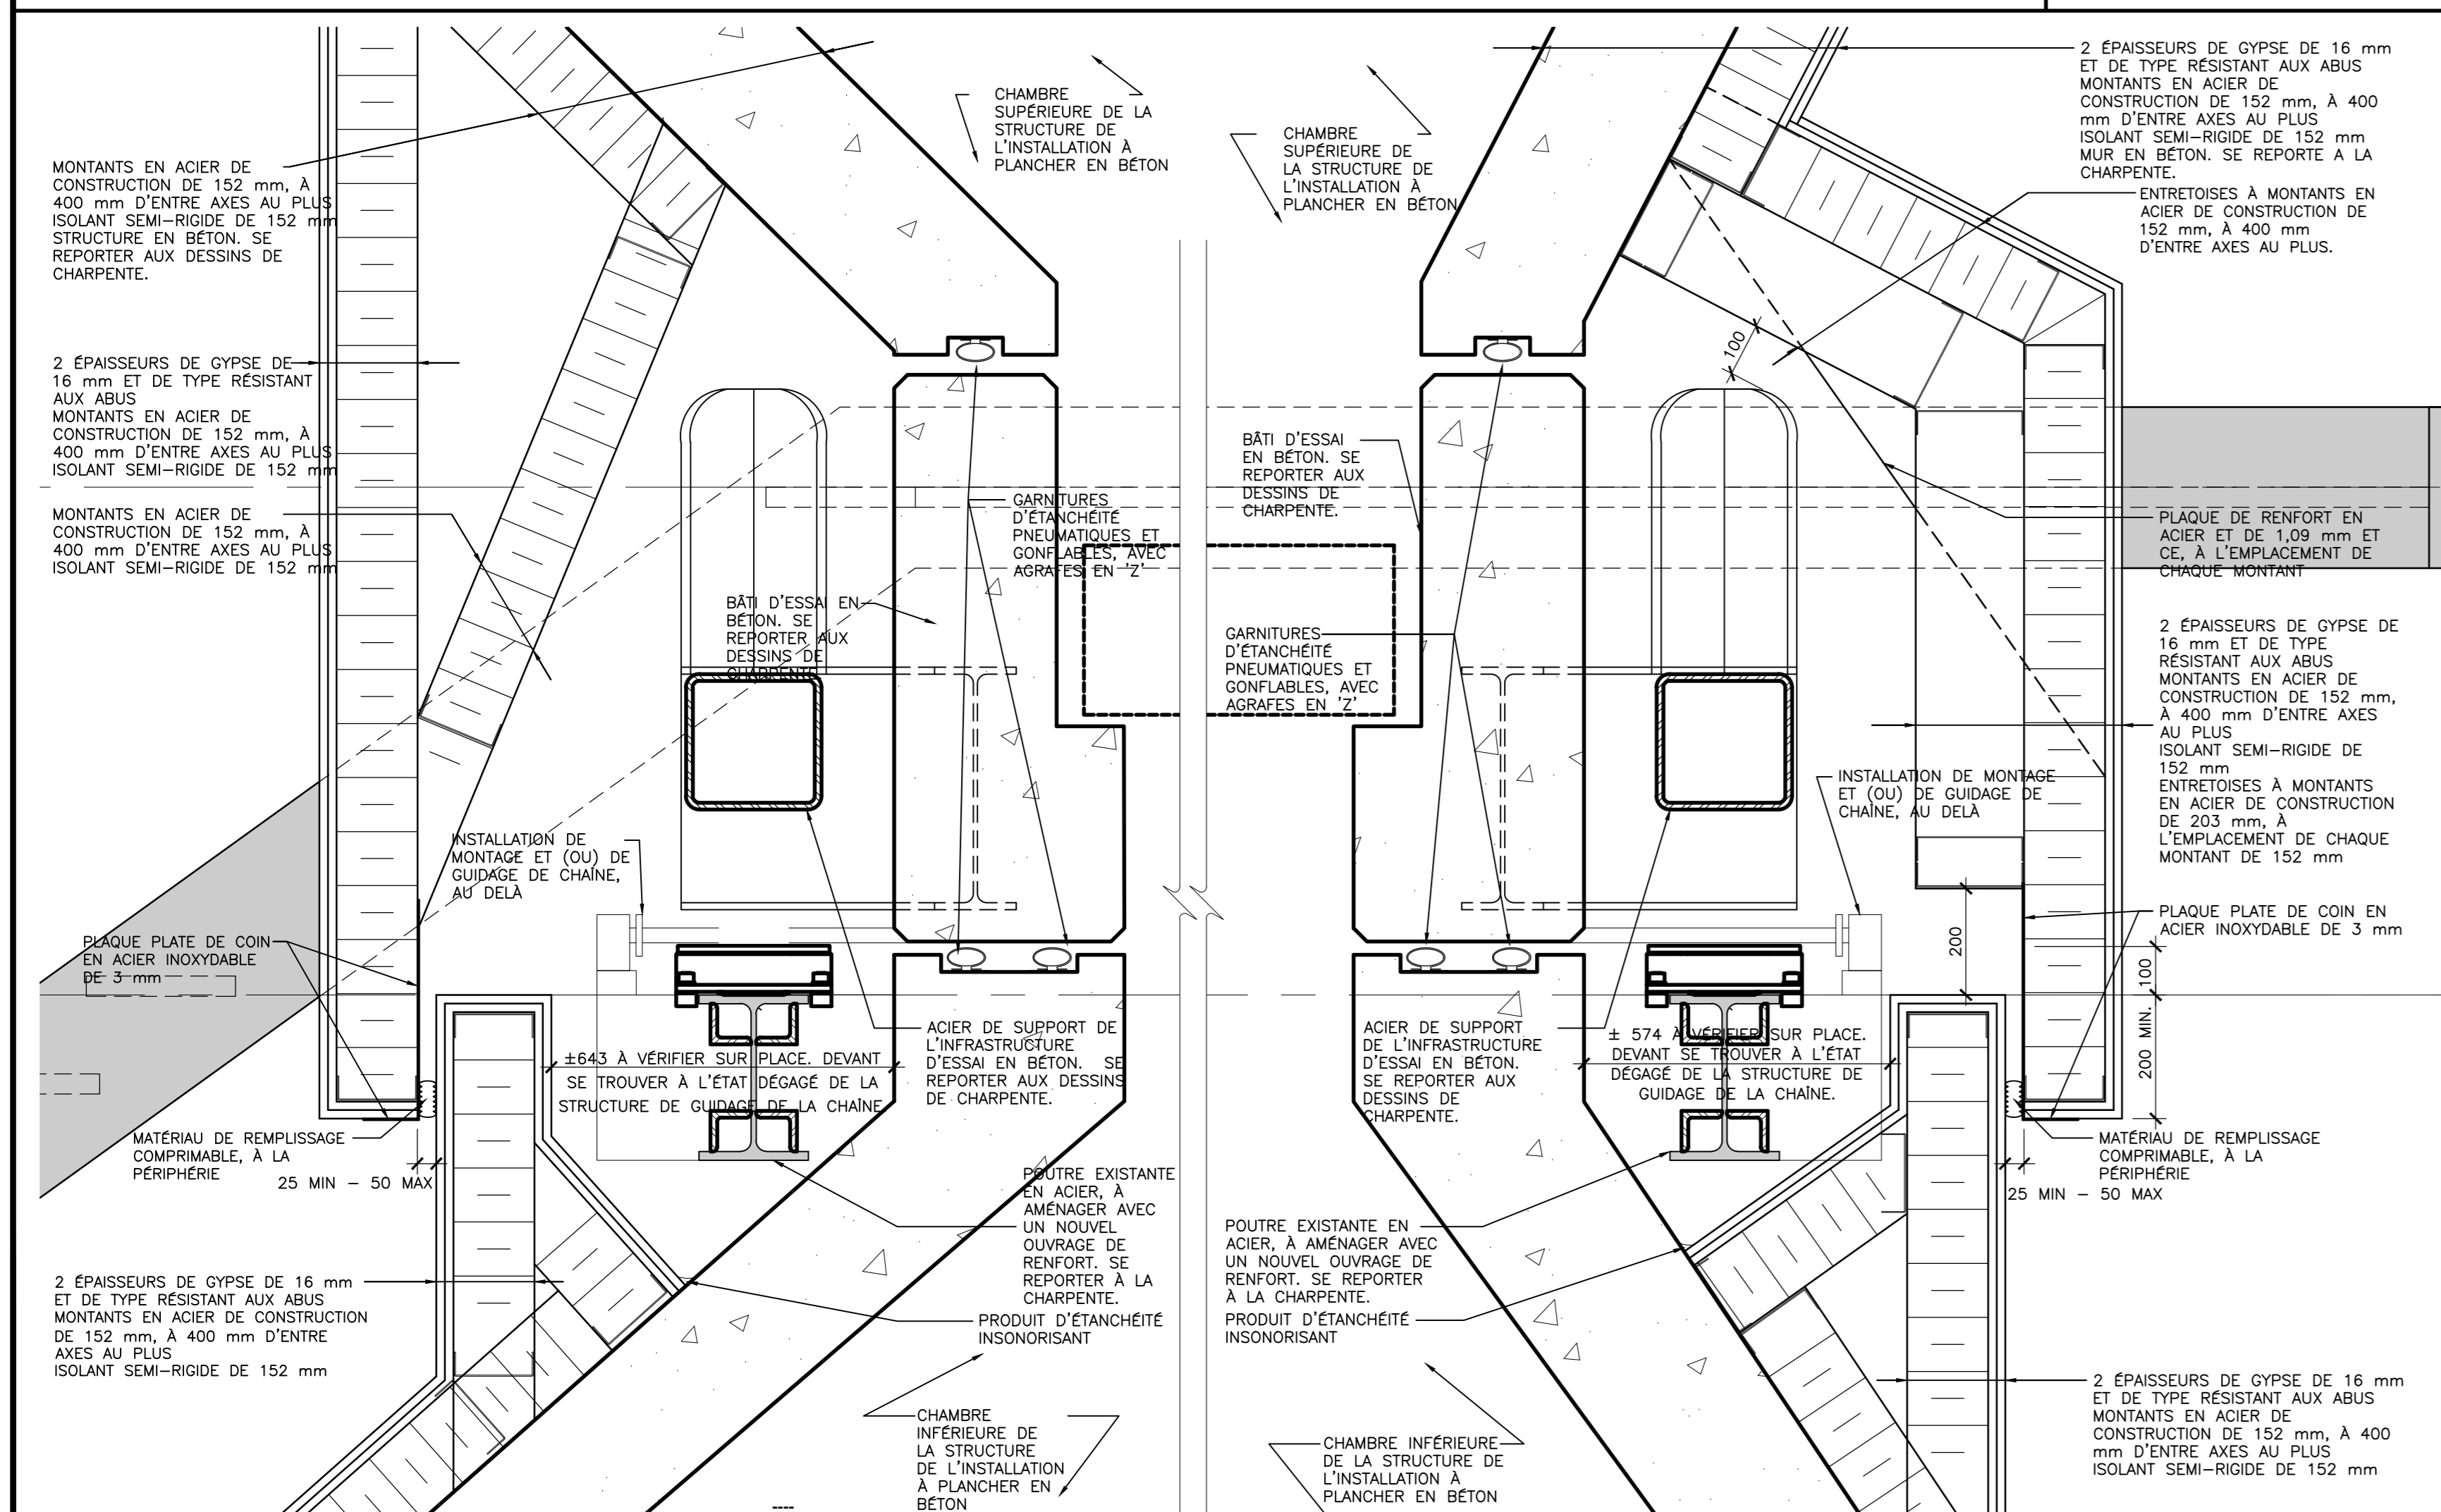 MONTANTS EN ACIER DE
CONSTRUCTION DE 152 mm, À
400 mm D'ENTRE AXES AU PLUS
ISOLANT SEMI-RIGIDE DE 152 mm
STRUCTURE EN BÉTON. SE
REPORTER AUX DESSINS DE
CHARPENTE.
2 ÉPAISSEURS DE GYPSE DE
16 mm ET DE TYPE RÉSISTANT
AUX ABUS
MONTANTS EN ACIER DE
CONSTRUCTION DE 152 mm, À
400 mm D'ENTRE AXES AU PLUS
ISOLANT SEMI-RIGIDE DE 152 mm
MONTANTS EN ACIER DE
CONSTRUCTION DE 152 mm, À
400 mm D'ENTRE AXES AU PLUS
ISOLANT SEMI-RIGIDE DE 152 mm
PLAQUE PLATE DE COIN
EN ACIER INOXYDABLE
DE 3 mm
MATÉRIAU DE REMPLISSAGE
COMPRIMABLE, À LA
PÉRIPHÉRIE
25 MIN - 50 MAX
2 ÉPAISSEURS DE GYPSE DE 16 mm
ET DE TYPE RÉSISTANT AUX ABUS
MONTANTS EN ACIER DE CONSTRUCTION
DE 152 mm, À 400 mm D'ENTRE
AXES AU PLUS
ISOLANT SEMI-RIGIDE DE 152 mm
CHAMBRE
SUPÉRIEURE DE LA
STRUCTURE DE
L'INSTALLATION À
PLANCHER EN BÉTON
GARNITURES
D'ÉTANCHÉITÉ
PNEUMATIQUES ET
GONFLABLES, AVEC
AGRAFES EN 'Z'
BÂTI D'ESSAI EN
BÉTON. SE
REPORTER AUX
DESSINS DE
CHARPENTE
INSTALLATION DE
MONTAGE ET (OU) DE
GUIDAGE DE CHAÎNE,
AU DELÀ
±643 À VÉRIFIER SUR PLACE. DEVANT
SE TROUVER À L'ÉTAT DÉGAGÉ DE LA
STRUCTURE DE GUIDAGE DE LA CHAÎNE
ACIER DE SUPPORT DE
L'INFRASTRUCTURE
D'ESSAI EN BÉTON. SE
REPORTER AUX DESSINS
DE CHARPENTE.
POUTRE EXISTANTE
EN ACIER, À
AMÉNAGER AVEC
UN NOUVEL
OUVRAGE DE
RENFORT. SE
REPORTER À LA
CHARPENTE.
PRODUIT D'ÉTANCHÉITÉ
INSONORISANT
CHAMBRE
INFÉRIEURE DE
LA STRUCTURE
DE L'INSTALLATION
À PLANCHER EN
BÉTON
CHAMBRE
SUPÉRIEURE DE
LA STRUCTURE DE
L'INSTALLATION À
PLANCHER EN BÉTON
BÂTI D'ESSAI
EN BÉTON. SE
REPORTER AUX
DESSINS DE
CHARPENTE.
GARNITURES
D'ÉTANCHÉITÉ
PNEUMATIQUES ET
GONFLABLES, AVEC
AGRAFES EN 'Z'
ACIER DE SUPPORT
DE L'INFRASTRUCTURE
D'ESSAI EN BÉTON.
SE REPORTER AUX
DESSINS DE
CHARPENTE.
± 574 À VÉRIFIER SUR PLACE.
DEVANT SE TROUVER À L'ÉTAT
DÉGAGÉ DE LA STRUCTURE DE
GUIDAGE DE LA CHAÎNE.
POUTRE EXISTANTE EN
ACIER, À AMÉNAGER AVEC
UN NOUVEL OUVRAGE DE
RENFORT. SE REPORTER
À LA CHARPENTE.
PRODUIT D'ÉTANCHÉITÉ
INSONORISANT
CHAMBRE INFÉRIEURE
DE LA STRUCTURE DE
L'INSTALLATION À
PLANCHER EN BÉTON
2 ÉPAISSEURS DE GYPSE DE 16 mm
ET DE TYPE RÉSISTANT AUX ABUS
MONTANTS EN ACIER DE
CONSTRUCTION DE 152 mm, À 400
mm D'ENTRE AXES AU PLUS
ISOLANT SEMI-RIGIDE DE 152 mm
MUR EN BÉTON. SE REPORTE A LA
CHARPENTE.
ENTRETOISES À MONTANTS EN
ACIER DE CONSTRUCTION DE
152 mm, À 400 mm
D'ENTRE AXES AU PLUS.
100
PLAQUE DE RENFORT EN
ACIER ET DE 1,09 mm ET
CE, À L'EMPLACEMENT DE
CHAQUE MONTANT
2 ÉPAISSEURS DE GYPSE DE
16 mm ET DE TYPE
RÉSISTANT AUX ABUS
MONTANTS EN ACIER DE
CONSTRUCTION DE 152 mm,
À 400 mm D'ENTRE AXES
AU PLUS
ISOLANT SEMI-RIGIDE DE
152 mm
ENTRETOISES À MONTANTS
EN ACIER DE CONSTRUCTION
DE 203 mm, À
L'EMPLACEMENT DE CHAQUE
MONTANT DE 152 mm
INSTALLATION DE MONTAGE
ET (OU) DE GUIDAGE DE
CHAÎNE, AU DELÀ
200
PLAQUE PLATE DE COIN EN
ACIER INOXYDABLE DE 3 mm
100
200 MIN.
MATÉRIAU DE REMPLISSAGE
COMPRIMABLE, À LA
PÉRIPHÉRIE
25 MIN - 50 MAX
2 ÉPAISSEURS DE GYPSE DE 16 mm
ET DE TYPE RÉSISTANT AUX ABUS
MONTANTS EN ACIER DE
CONSTRUCTION DE 152 mm, À 400
mm D'ENTRE AXES AU PLUS
ISOLANT SEMI-RIGIDE DE 152 mm